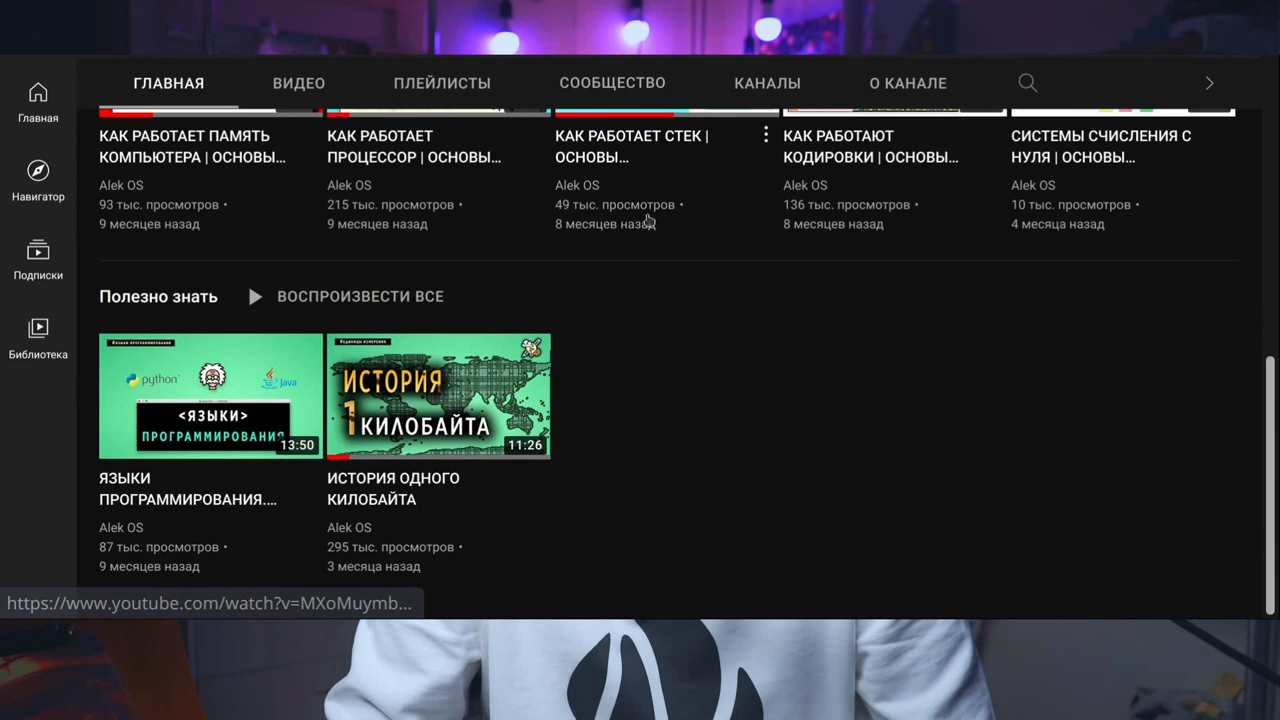 ГЛАВНАЯ ВИДЕО ПЛЕЙЛИСТЫ СООБЩЕСТВО КАНАЛЫ О КАНАЛЕ
Главная
Навигатор
Подписки
Библиотека
КАК РАБОТАЕТ ПАМЯТЬ
КОМПЬЮТЕРА | ОСНОВЫ...
Alek OS
93 тыс. просмотров •
9 месяцев назад
КАК РАБОТАЕТ
ПРОЦЕССОР | ОСНОВЫ...
Alek OS
215 тыс. просмотров •
9 месяцев назад
КАК РАБОТАЕТ СТЕК |
ОСНОВЫ...
Alek OS
49 тыс. просмотров •
8 месяцев назад
КАК РАБОТАЮТ
КОДИРОВКИ | ОСНОВЫ...
Alek OS
136 тыс. просмотров •
8 месяцев назад
СИСТЕМЫ СЧИСЛЕНИЯ С
НУЛЯ | ОСНОВЫ...
Alek OS
10 тыс. просмотров •
4 месяца назад
Полезно знать ВОСПРОИЗВЕСТИ ВСЕ
Языки программирования
python Java
<ЯЗЫКИ>
ПРОГРАММИРОВАНИЯ
13:50
ЯЗЫКИ
ПРОГРАММИРОВАНИЯ....
Alek OS
87 тыс. просмотров •
9 месяцев назад
Единицы измерения
ИСТОРИЯ
1 КИЛОБАЙТА
11:26
ИСТОРИЯ ОДНОГО
КИЛОБАЙТА
Alek OS
295 тыс. просмотров •
3 месяца назад
https://www.youtube.com/watch?v=MXoMuymb...